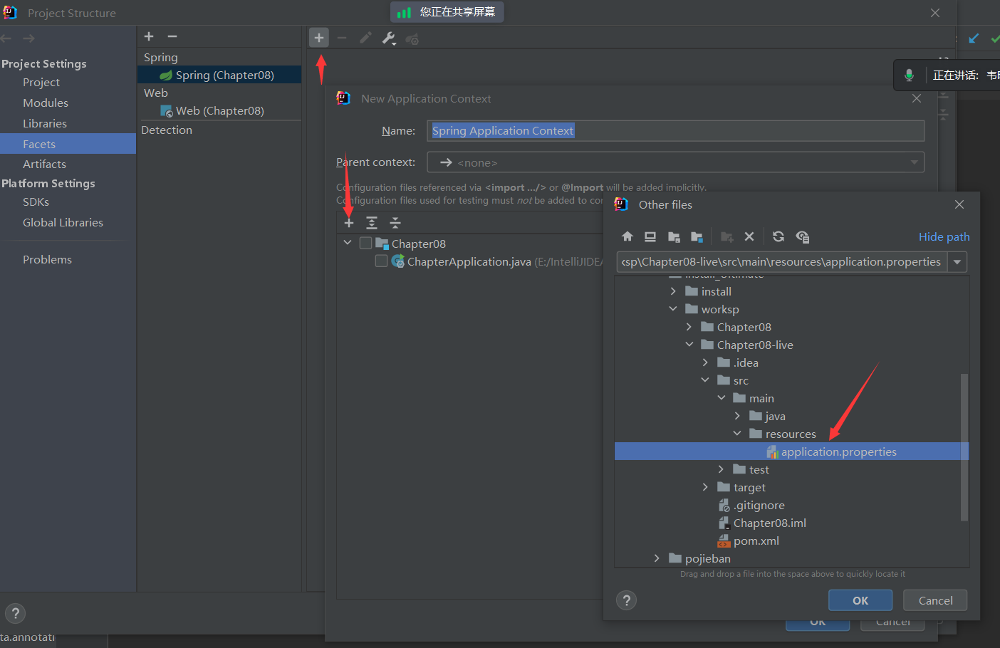 Project Structure
您正在共享屏幕
Project Settings
Project
Modules
Libraries
Facets
Artifacts
Platform Settings
SDKs
Global Libraries
Problems
Spring
Spring (Chapter08)
Web
Web (Chapter08)
Detection
正在讲话:
New Application Context
Name:
Spring Application Context
Parent context:
<none>
Configuration files referenced via <import .../> or @Import will be added implicitly.
Configuration files used for testing must not be added to
Chapter08
ChapterApplication.java (E:/IntelliJIDEA
Other files
Hide path
sp\Chapter08-live\src\main\resources\application.properties
install_Ultimate
install
worksp
Chapter08
Chapter08-live
.idea
src
main
java
resources
application.properties
test
target
.gitignore
Chapter08.iml
pom.xml
pojieban
Drag and drop a file into the space above to quickly locate it
?
OK
Cancel
OK
Cancel
?
ta.annotati